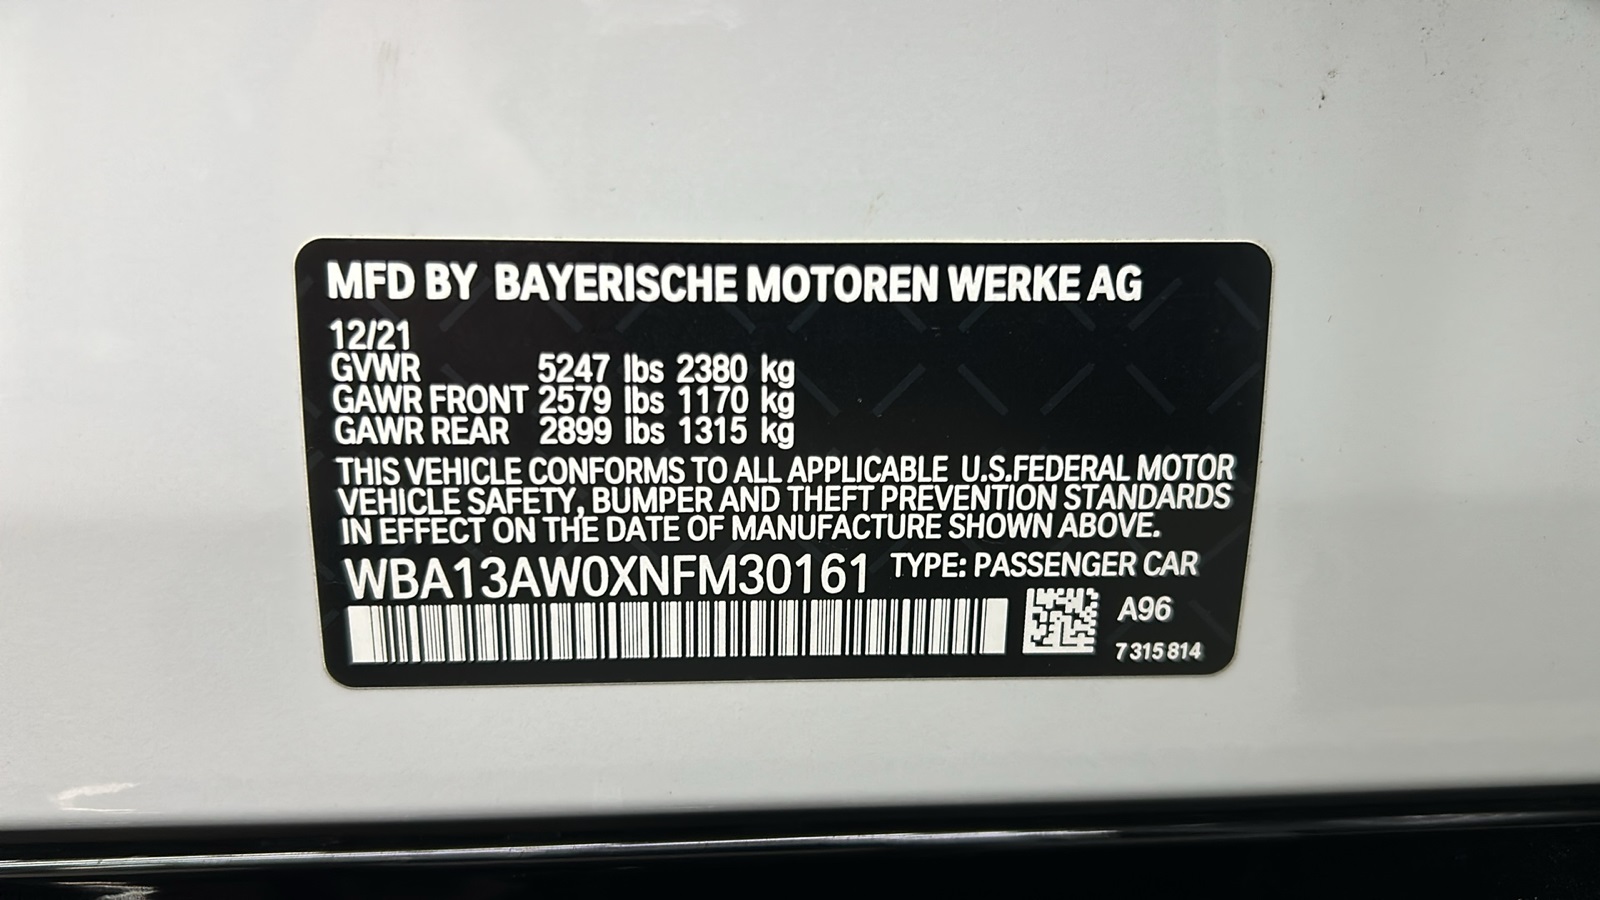 MFD BY BAYERISCHE MOTOREN WERKE AG
12/21
GVWR 5247 lbs 2380 kg
GAWR FRONT 2579 lbs 1170 kg
GAWR REAR 2899 lbs 1315 kg
THIS VEHICLE CONFORMS TO ALL APPLICABLE U.S.FEDERAL MOTOR
VEHICLE SAFETY, BUMPER AND THEFT PREVENTION STANDARDS
IN EFFECT ON THE DATE OF MANUFACTURE SHOWN ABOVE.
WBA13AW0XNFM30161 TYPE: PASSENGER CAR
A96
7 315 814